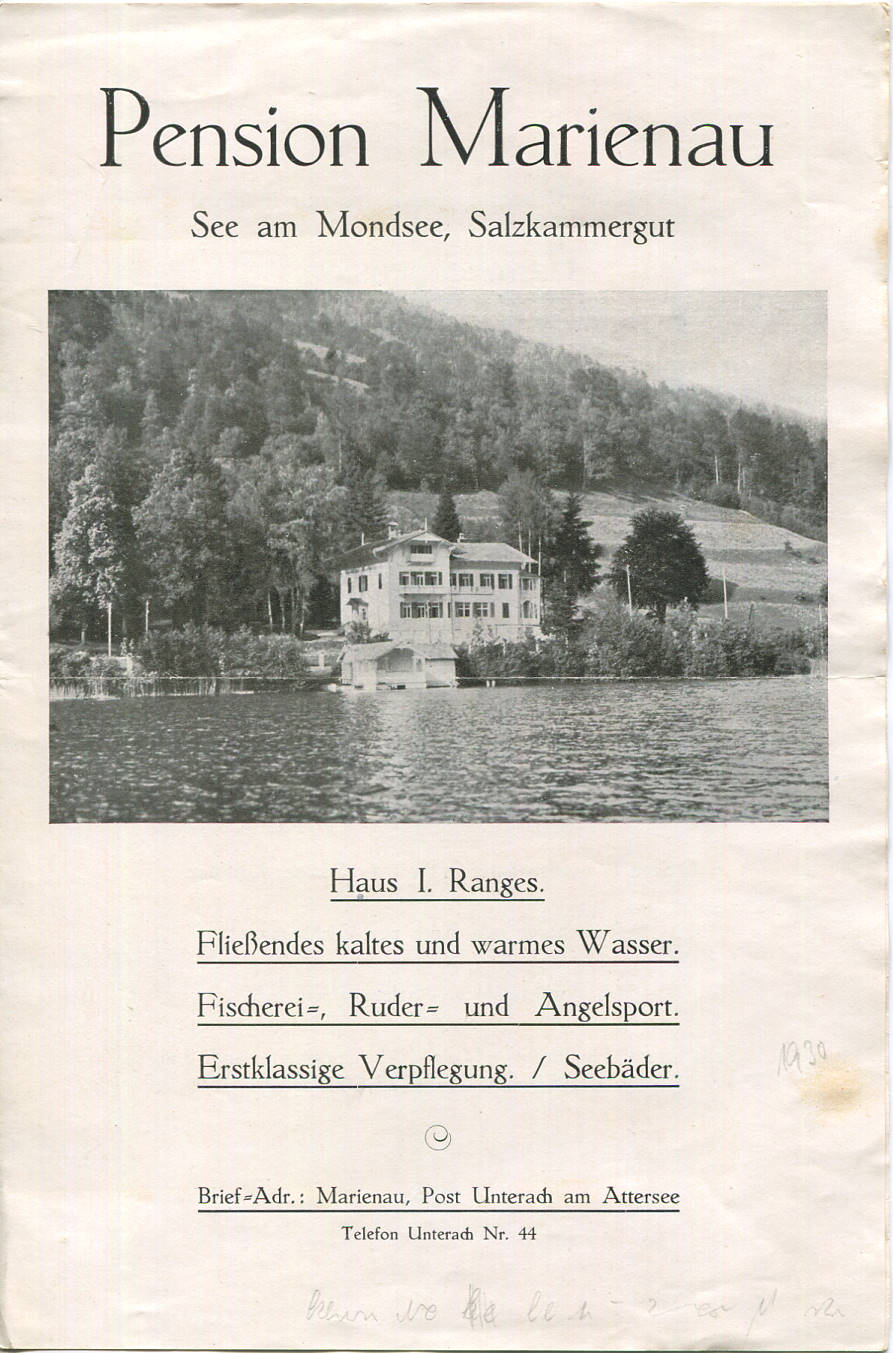 Pension Marienau
See am Mondsee, Salzkammergut
Haus I. Ranges.
Fließendes kaltes und warmes Wasser.
Fischerei=, Ruder= und Angelsport.
Erstklassige Verpflegung. / Seebäder.
1930
Brief=Adr.: Marienau, Post Unterach am Attersee
Telefon Unterach Nr. 44